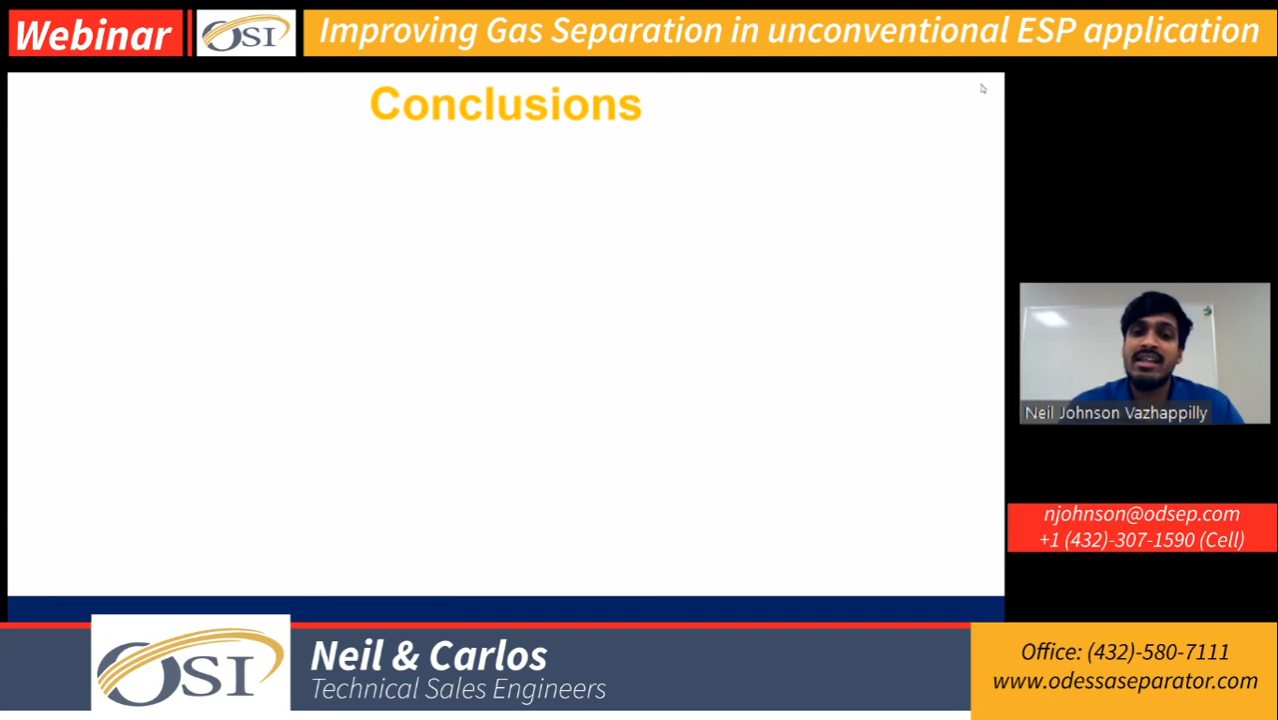 Webinar
OSI
Improving Gas Separation in unconventional ESP application
Conclusions
Neil Johnson Vazhappilly
njohnson@odsep.com
+1 (432)-307-1590 (Cell)
OSI
Neil & Carlos
Technical Sales Engineers
Office: (432)-580-7111
www.odessaseparator.com